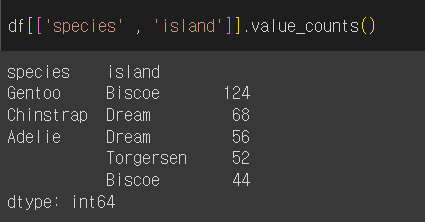 df[['species' , 'island']].value_counts()
species    island
Gentoo     Biscoe       124
Chinstrap  Dream         68
Adelie     Dream         56
           Torgersen     52
           Biscoe        44
dtype: int64